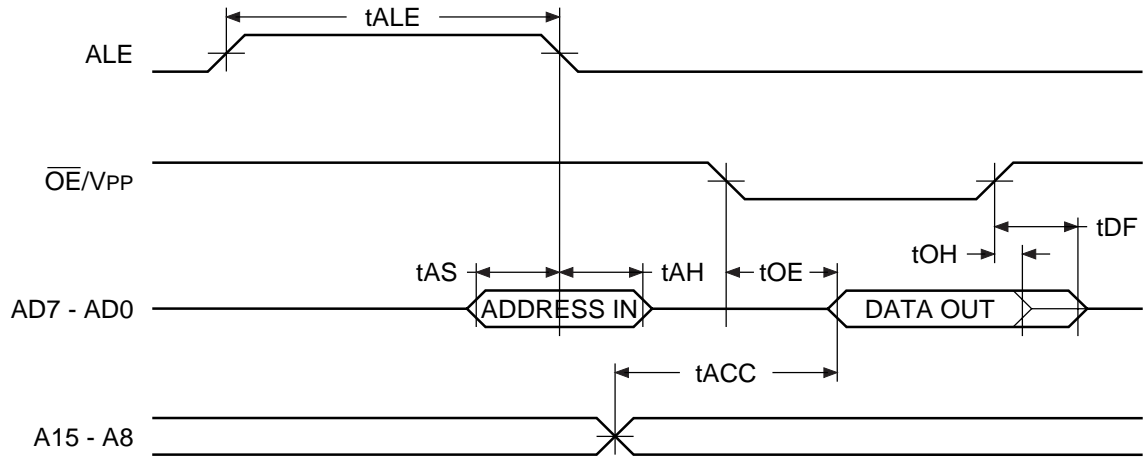 tALE
ALE
OE/VPP
tDF
tOH
tAS
tAH
tOE
AD7 - AD0
ADDRESS IN
DATA OUT
tACC
A15 - A8